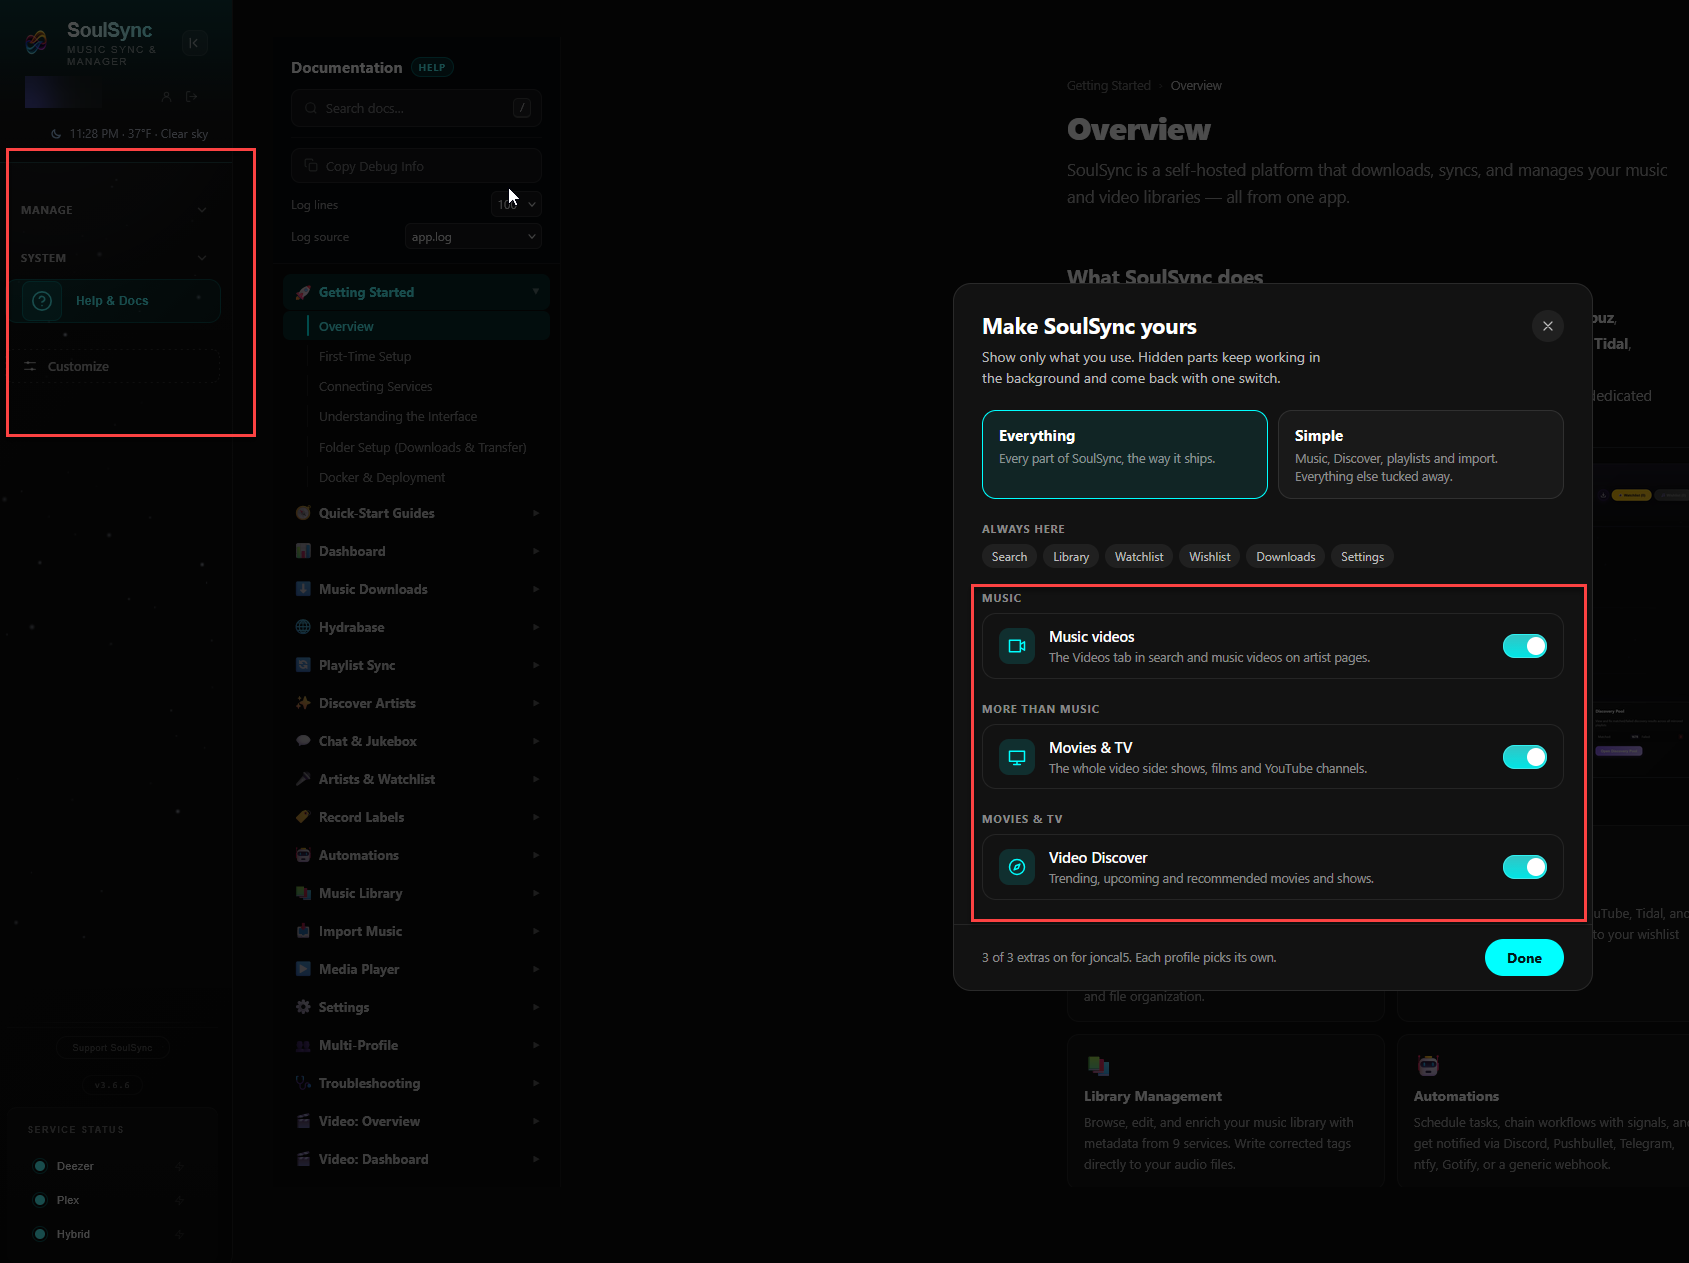 SoulSync
MUSIC SYNC &
MANAGER
11:28 PM · 37°F · Clear sky
MANAGE
SYSTEM
Help & Docs
Customize
Support SoulSync
v3.6.6
SERVICE STATUS
Deezer
Plex
Hybrid
Documentation HELP
Search docs... /
Copy Debug Info
Log lines 100
Log source app.log
Getting Started
Overview
First-Time Setup
Connecting Services
Understanding the Interface
Folder Setup (Downloads & Transfer)
Docker & Deployment
Quick-Start Guides
Dashboard
Music Downloads
Hydrabase
Playlist Sync
Discover Artists
Chat & Jukebox
Artists & Watchlist
Record Labels
Automations
Music Library
Import Music
Media Player
Settings
Multi-Profile
Troubleshooting
Video: Overview
Video: Dashboard
Getting Started › Overview
Overview
SoulSync is a self-hosted platform that downloads, syncs, and manages your music
and video libraries — all from one app.
What SoulSync does
Tidal,
Make SoulSync yours
Show only what you use. Hidden parts keep working in
the background and come back with one switch.
Everything
Every part of SoulSync, the way it ships.
Simple
Music, Discover, playlists and import.
Everything else tucked away.
ALWAYS HERE
Search Library Watchlist Wishlist Downloads Settings
MUSIC
Music videos
The Videos tab in search and music videos on artist pages.
MORE THAN MUSIC
Movies & TV
The whole video side: shows, films and YouTube channels.
MOVIES & TV
Video Discover
Trending, upcoming and recommended movies and shows.
3 of 3 extras on for joncal5. Each profile picks its own.
Done
Tidal, and
to your wishlist
and file organization.
Library Management
Browse, edit, and enrich your music library with
metadata from 9 services. Write corrected tags
directly to your audio files.
Automations
Schedule tasks, chain workflows with signals, and
get notified via Discord, Pushbullet, Telegram,
ntfy, Gotify, or a generic webhook.